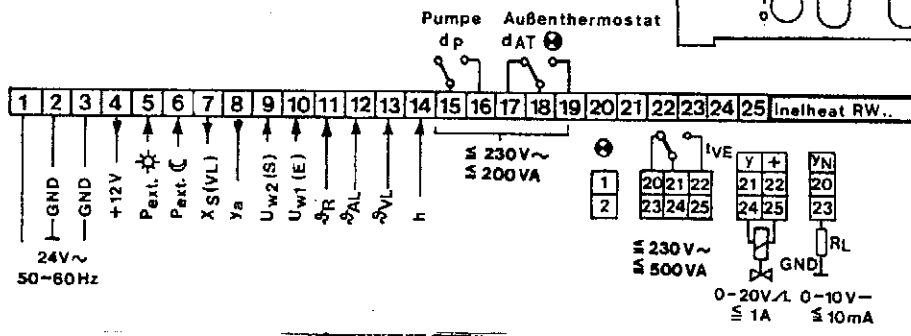 Pumpe Außenthermostat
dP dAT
1 2 3 4 5 6 7 8 9 10 11 12 13 14 15 16 17 18 19 20 21 22 23 24 25 Inelheat RW..
GND
GND
+12V
Pext.
Pext.
XS(VL)
ya
Uw2(S)
Uw1(E)
ϑR
ϑAL
ϑVL
h
24V~
50~60Hz
≦ 230V~
≦ 200VA
tVE
1 20 21 22
2 23 24 25
≦ 230V~
≦ 500VA
y +
21 22
24 25
0-20V
≦ 1A
yN
20
23
RL
GND
0-10V–
≦ 10mA